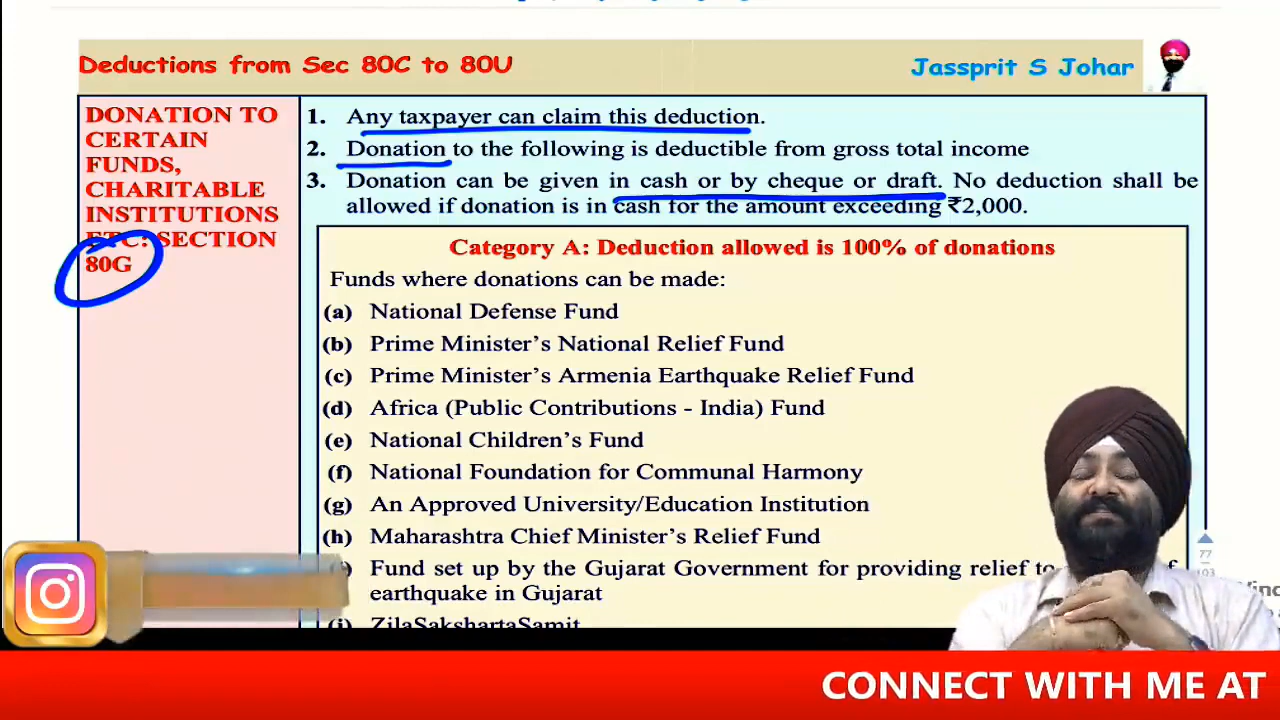 Deductions from Sec 80C to 80U
Jassprit S Johar
DONATION TO
CERTAIN
FUNDS,
CHARITABLE
INSTITUTIONS
ETC: SECTION
80G
1. Any taxpayer can claim this deduction.
2. Donation to the following is deductible from gross total income
3. Donation can be given in cash or by cheque or draft. No deduction shall be
allowed if donation is in cash for the amount exceeding ₹2,000.
Category A: Deduction allowed is 100% of donations
Funds where donations can be made:
(a) National Defense Fund
(b) Prime Minister’s National Relief Fund
(c) Prime Minister’s Armenia Earthquake Relief Fund
(d) Africa (Public Contributions - India) Fund
(e) National Children’s Fund
(f) National Foundation for Communal Harmony
(g) An Approved University/Education Institution
(h) Maharashtra Chief Minister’s Relief Fund
Fund set up by the Gujarat Government for providing relief to
earthquake in Gujarat
ZilaSakshartaSamit
77
CONNECT WITH ME AT